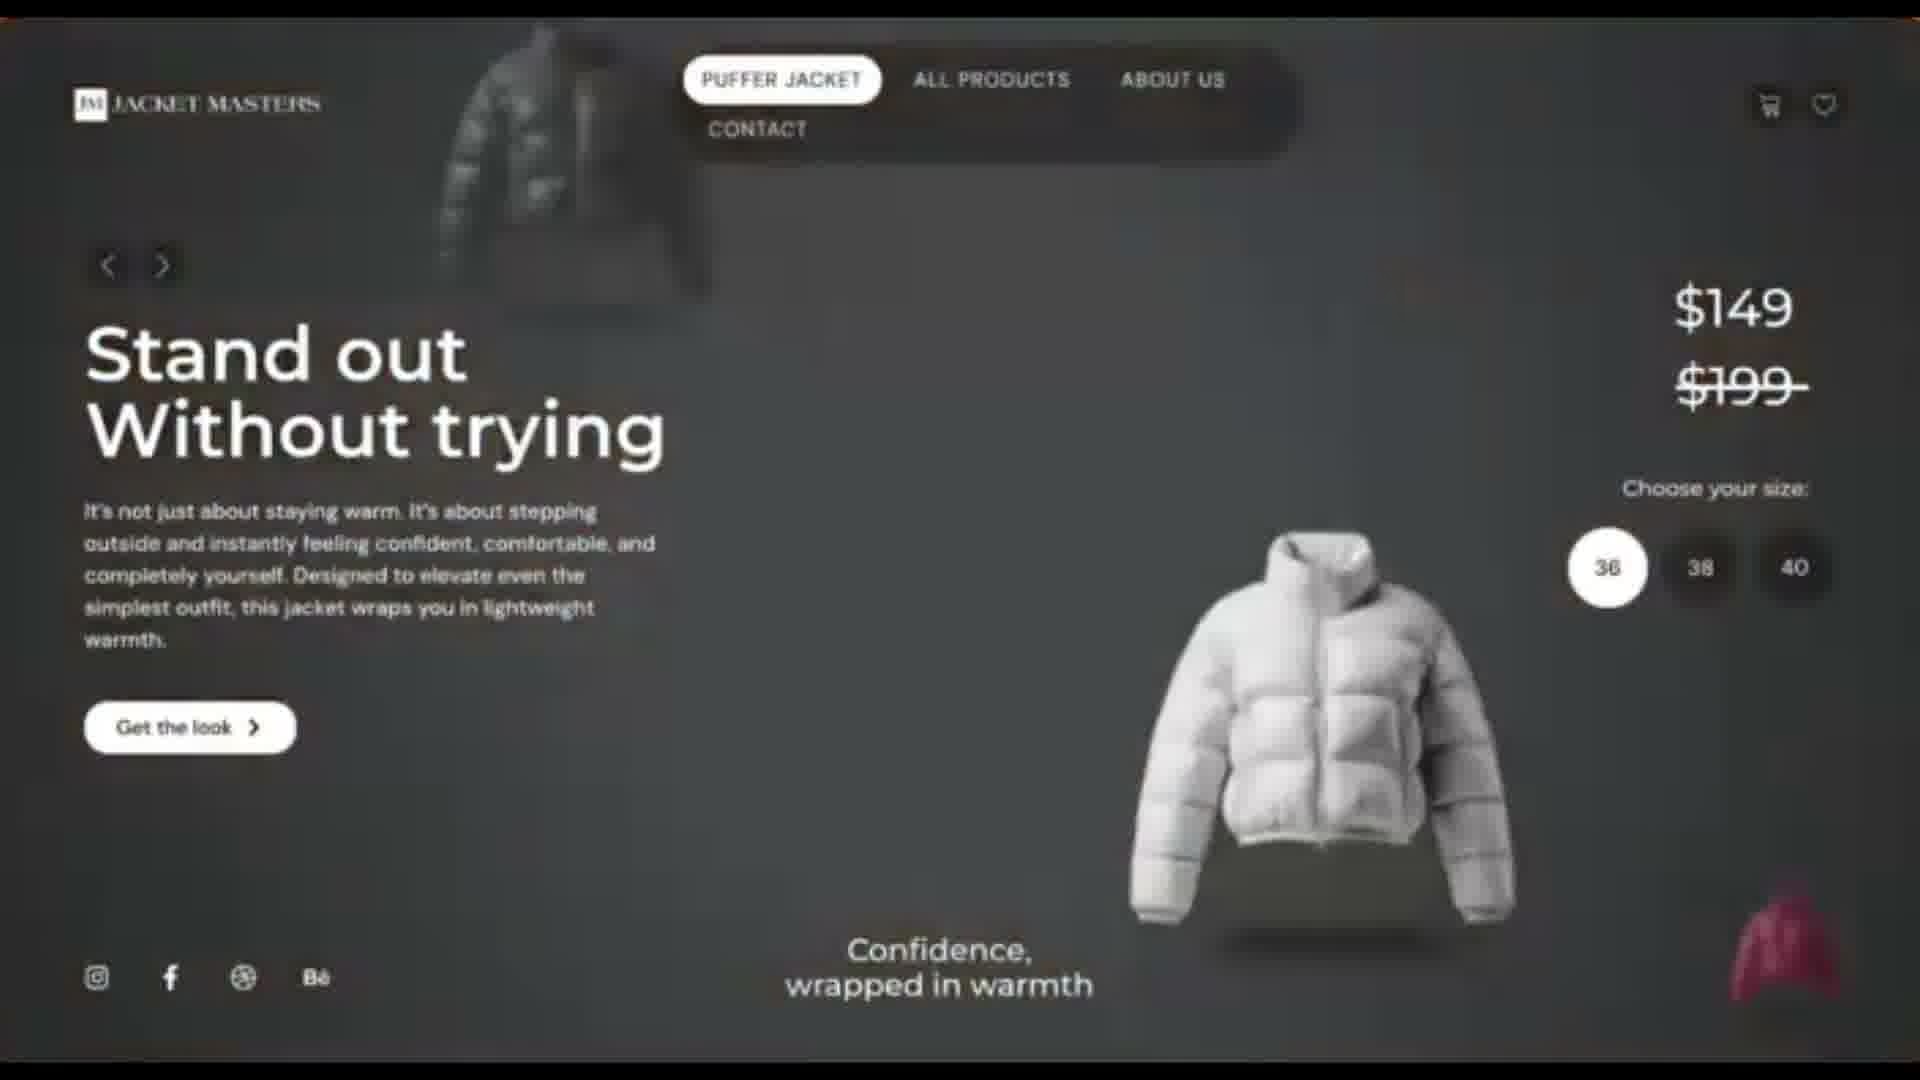 JM JACKET MASTERS
PUFFER JACKET ALL PRODUCTS ABOUT US
CONTACT
Stand out
Without trying
It's not just about staying warm. It's about stepping
outside and instantly feeling confident, comfortable, and
completely yourself. Designed to elevate even the
simplest outfit, this jacket wraps you in lightweight
warmth.
Get the look
$149
$199
Choose your size:
36 38 40
Confidence,
wrapped in warmth
Bē